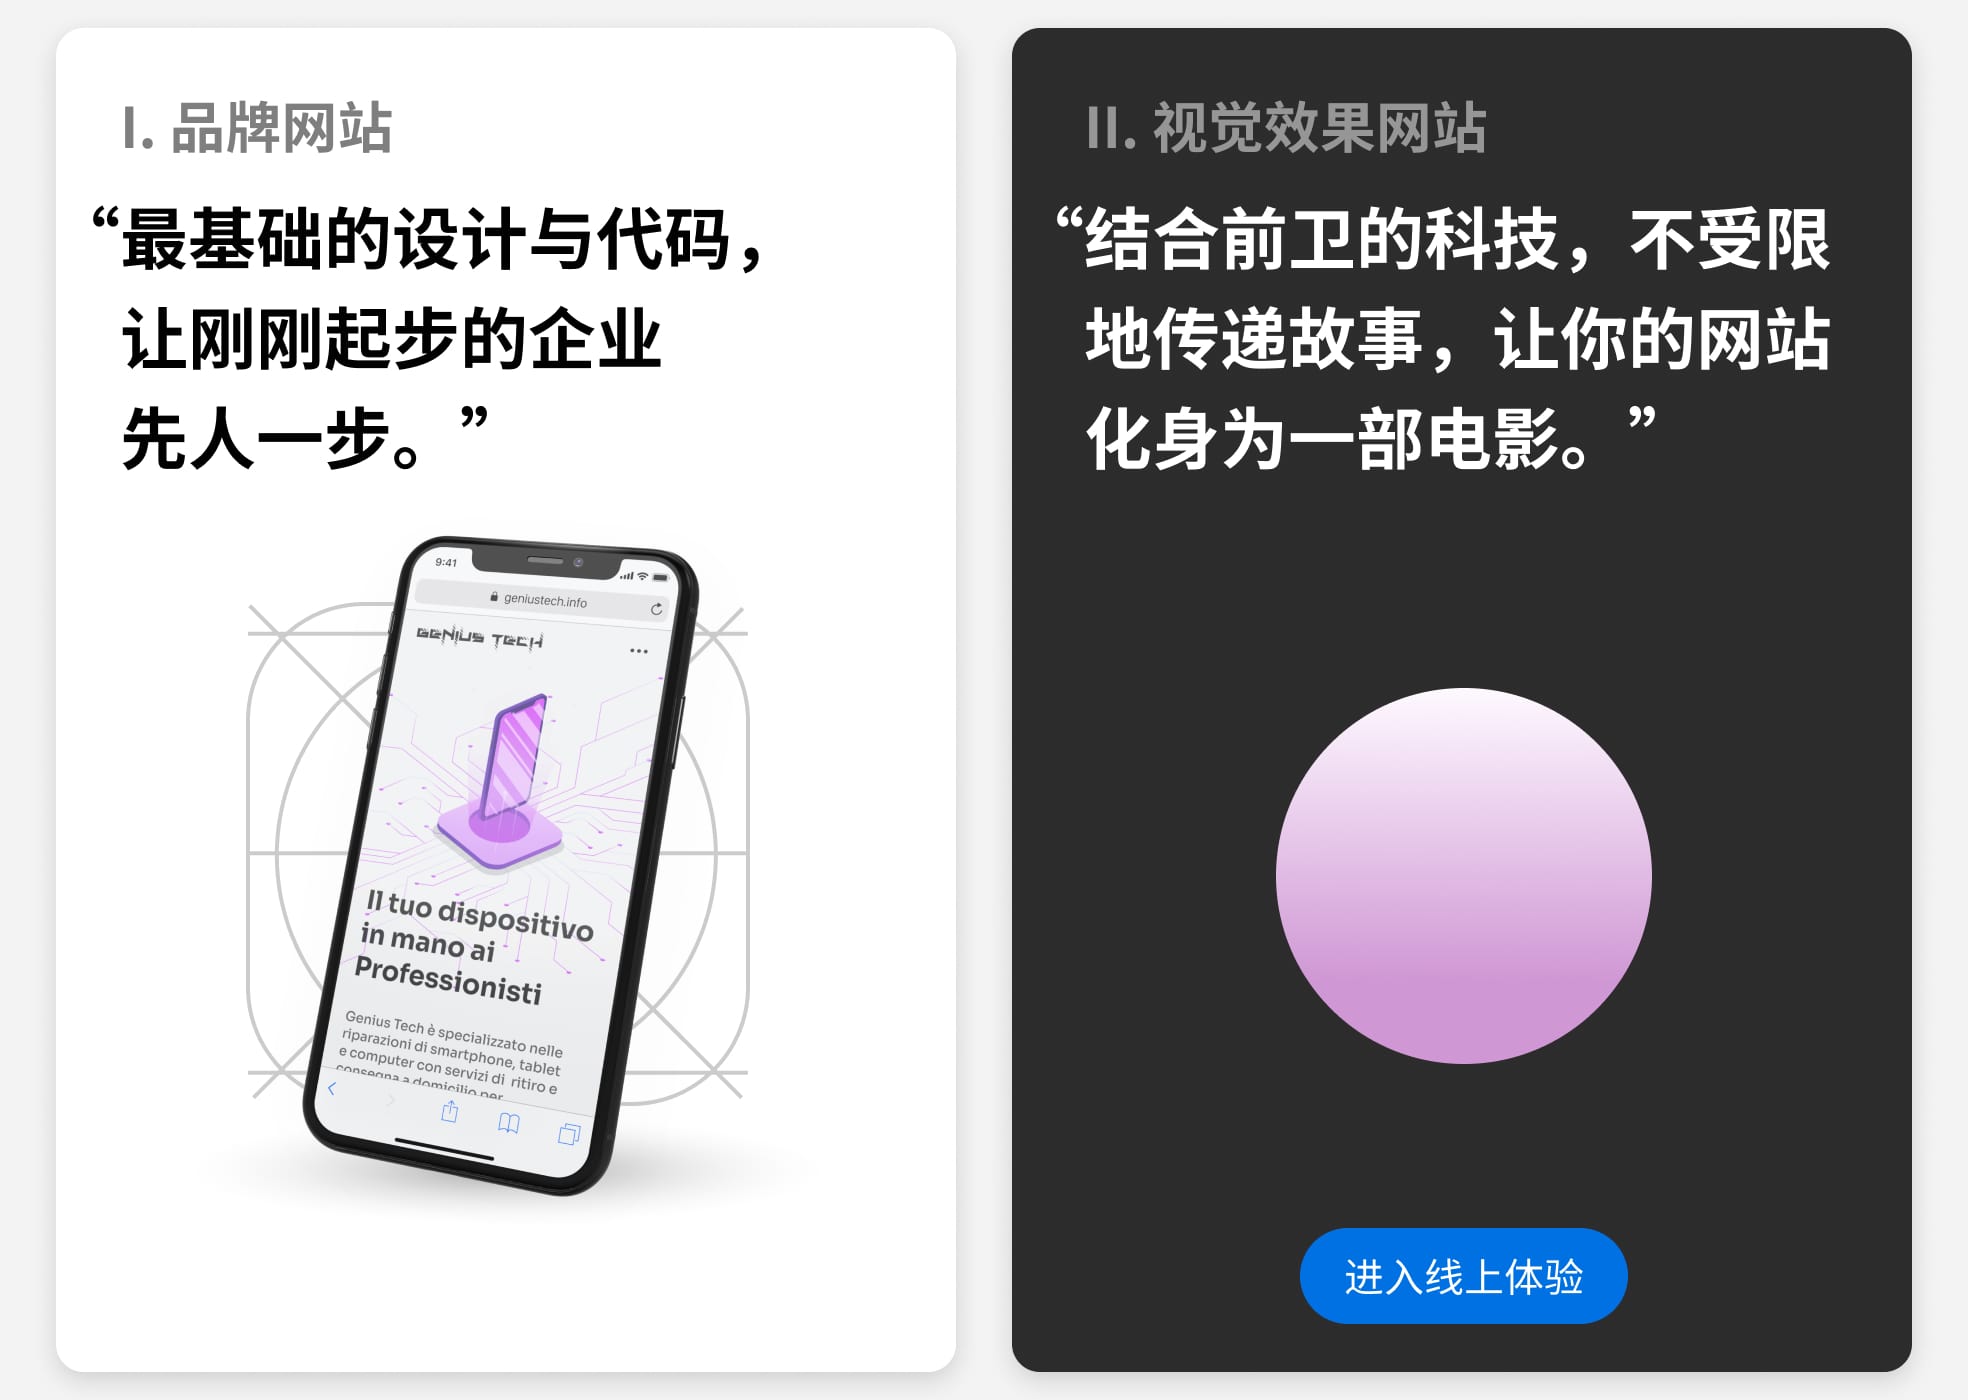 I. 品牌网站
“最基础的设计与代码，
让刚刚起步的企业
先人一步。”
9:41
geniustech.info
GENIUS TECH
Il tuo dispositivo
in mano ai
Professionisti
Genius Tech è specializzato nelle
riparazioni di smartphone, tablet
e computer con servizi di ritiro e
consegna a domicilio per
II. 视觉效果网站
“结合前卫的科技，不受限
地传递故事，让你的网站
化身为一部电影。”
进入线上体验